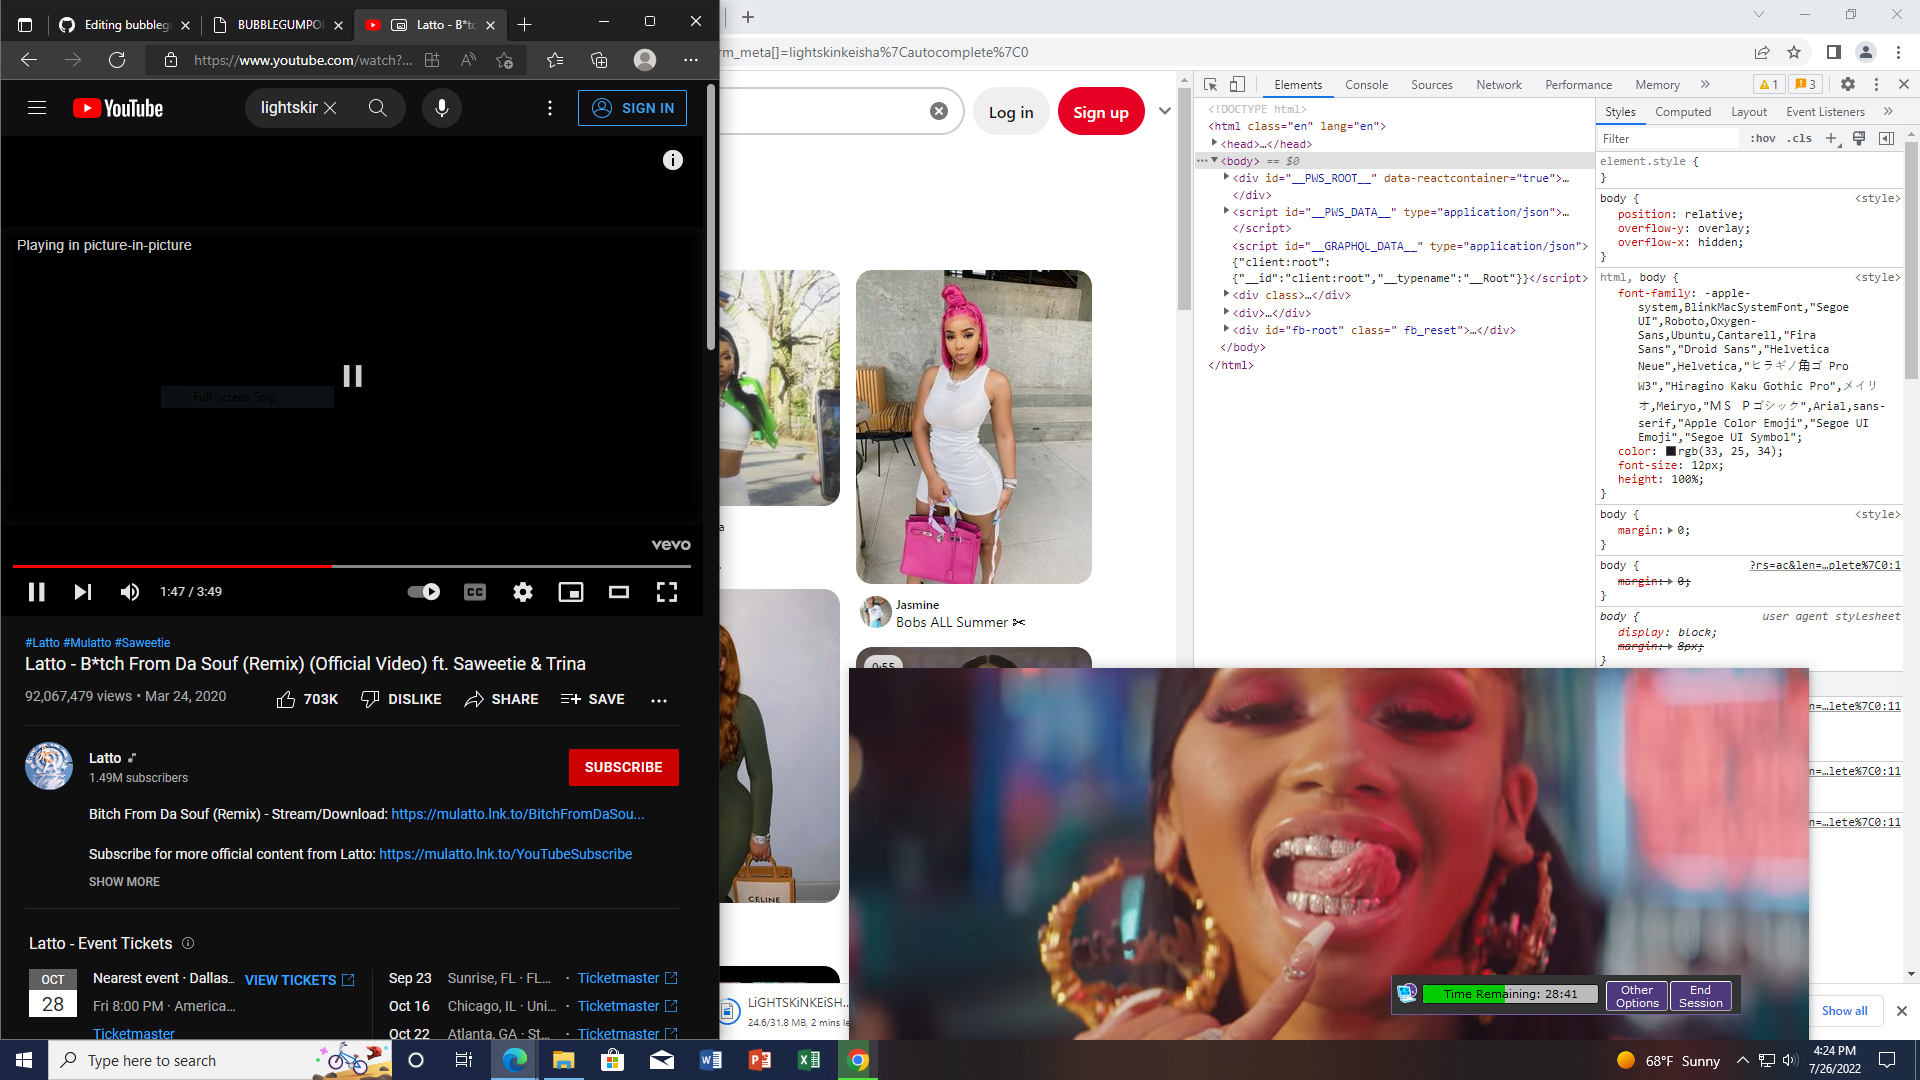 Editing bubbleg
BUBBLEGUMPO
Latto - B*tc
https://www.youtube.com/watch?...
YouTube
lightskir
SIGN IN
Playing in picture-in-picture
Full-screen Snip
vevo
1:47 / 3:49
CC
#Latto #Mulatto #Saweetie
Latto - B*tch From Da Souf (Remix) (Official Video) ft. Saweetie & Trina
92,067,479 views • Mar 24, 2020
703K
DISLIKE
SHARE
SAVE
Latto
1.49M subscribers
SUBSCRIBE
Bitch From Da Souf (Remix) - Stream/Download: https://mulatto.lnk.to/BitchFromDaSou...
Subscribe for more official content from Latto: https://mulatto.lnk.to/YouTubeSubscribe
SHOW MORE
Latto - Event Tickets
OCT
28
Nearest event · Dallas...
Fri 8:00 PM · America...
Ticketmaster
VIEW TICKETS
Sep 23 Sunrise, FL · FL... · Ticketmaster
Oct 16 Chicago, IL · Uni... · Ticketmaster
Oct 22 Atlanta, GA · St... · Ticketmaster
rm_meta[]=lightskinkeisha%7Cautocomplete%7C0
Log in
Sign up
a
Jasmine
Bobs ALL Summer ✂
0:55
CELINE
LiGHTSKiNKEiSH...
24.6/31.8 MB, 2 mins le
Elements
Console
Sources
Network
Performance
Memory
1
3
<!DOCTYPE html>
<html class="en" lang="en">
<head>…</head>
<body> == $0
<div id="__PWS_ROOT__" data-reactcontainer="true">…
</div>
<script id="__PWS_DATA__" type="application/json">…
</script>
<script id="__GRAPHQL_DATA__" type="application/json">
{"client:root":
{"__id":"client:root","__typename":"__Root"}}</script>
<div class>…</div>
<div>…</div>
<div id="fb-root" class=" fb_reset">…</div>
</body>
</html>
Styles
Computed
Layout
Event Listeners
Filter
:hov
.cls
element.style {
}
body { <style>
position: relative;
overflow-y: overlay;
overflow-x: hidden;
}
html, body { <style>
font-family: -apple-
system,BlinkMacSystemFont,"Segoe
UI",Roboto,Oxygen-
Sans,Ubuntu,Cantarell,"Fira
Sans","Droid Sans","Helvetica
Neue",Helvetica,"ヒラギノ角ゴ Pro
W3","Hiragino Kaku Gothic Pro",メイリ
オ,Meiryo,"ＭＳ Ｐゴシック",Arial,sans-
serif,"Apple Color Emoji","Segoe UI
Emoji","Segoe UI Symbol";
color: rgb(33, 25, 34);
font-size: 12px;
height: 100%;
}
body { <style>
margin: 0;
}
body { ?rs=ac&len=…plete%7C0:1
margin: 0;
}
body { user agent stylesheet
display: block;
margin: 8px;
}
n=…lete%7C0:11
n=…lete%7C0:11
n=…lete%7C0:11
Time Remaining: 28:41
Other Options
End Session
Show all
Type here to search
68°F Sunny
4:24 PM
7/26/2022